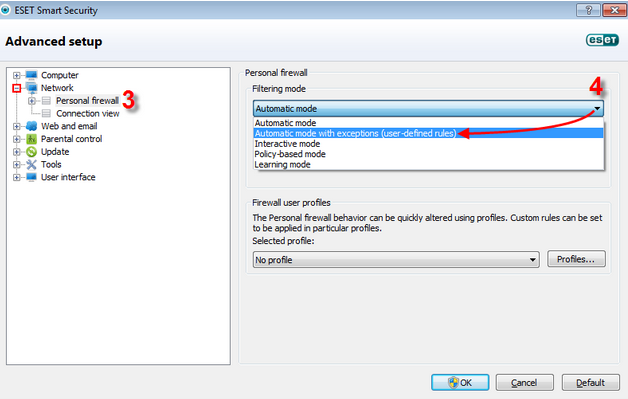 ESET Smart Security
Advanced setup
eseT
Computer
Network
Personal firewall
3
Connection view
Web and email
Parental control
Update
Tools
User interface
Personal firewall
Filtering mode
4
Automatic mode
Automatic mode
Automatic mode with exceptions (user-defined rules)
Interactive mode
Policy-based mode
Learning mode
Firewall user profiles
The Personal firewall behavior can be quickly altered using profiles. Custom rules can be set
to be applied in particular profiles.
Selected profile:
No profile
Profiles...
OK
Cancel
Default